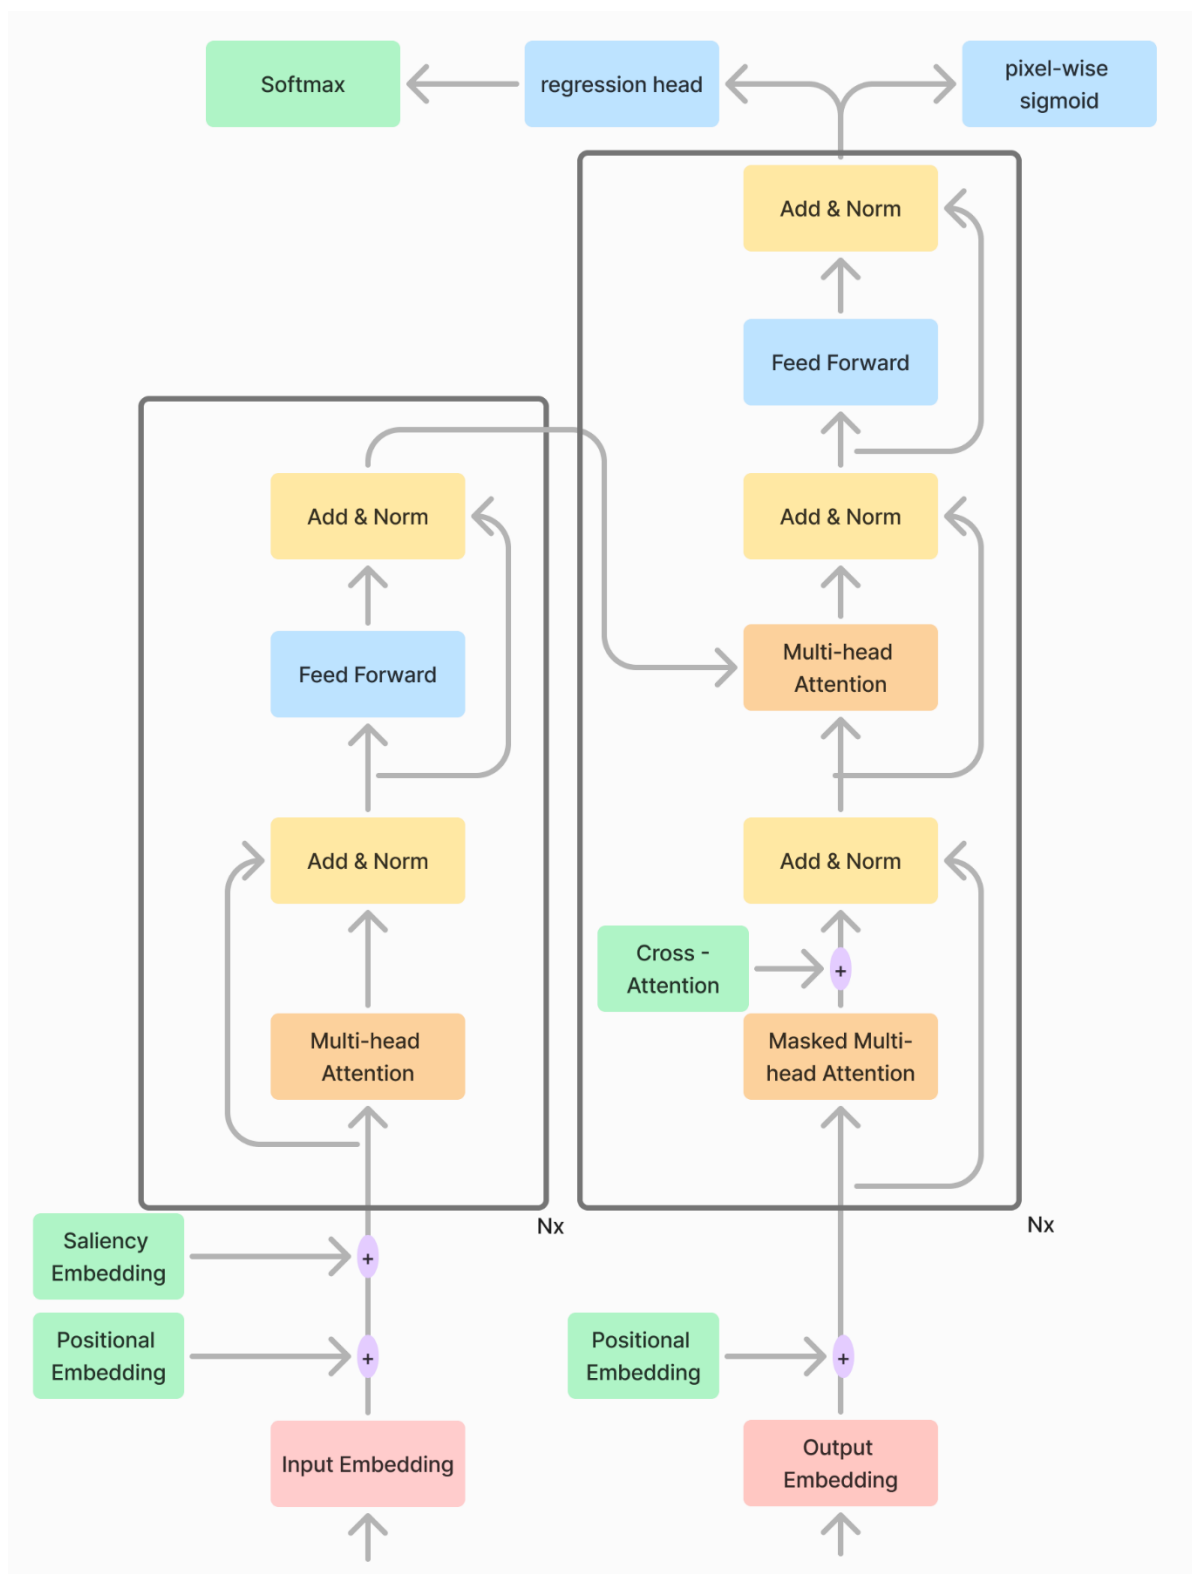 Softmax
regression head
pixel-wise
sigmoid
Add & Norm
Feed Forward
Add & Norm
Add & Norm
Multi-head
Attention
Feed Forward
Add & Norm
Add & Norm
Cross -
Attention
+
Multi-head
Attention
Masked Multi-
head Attention
Nx
Nx
Saliency
Embedding
+
Positional
Embedding
+
Positional
Embedding
+
Input Embedding
Output
Embedding